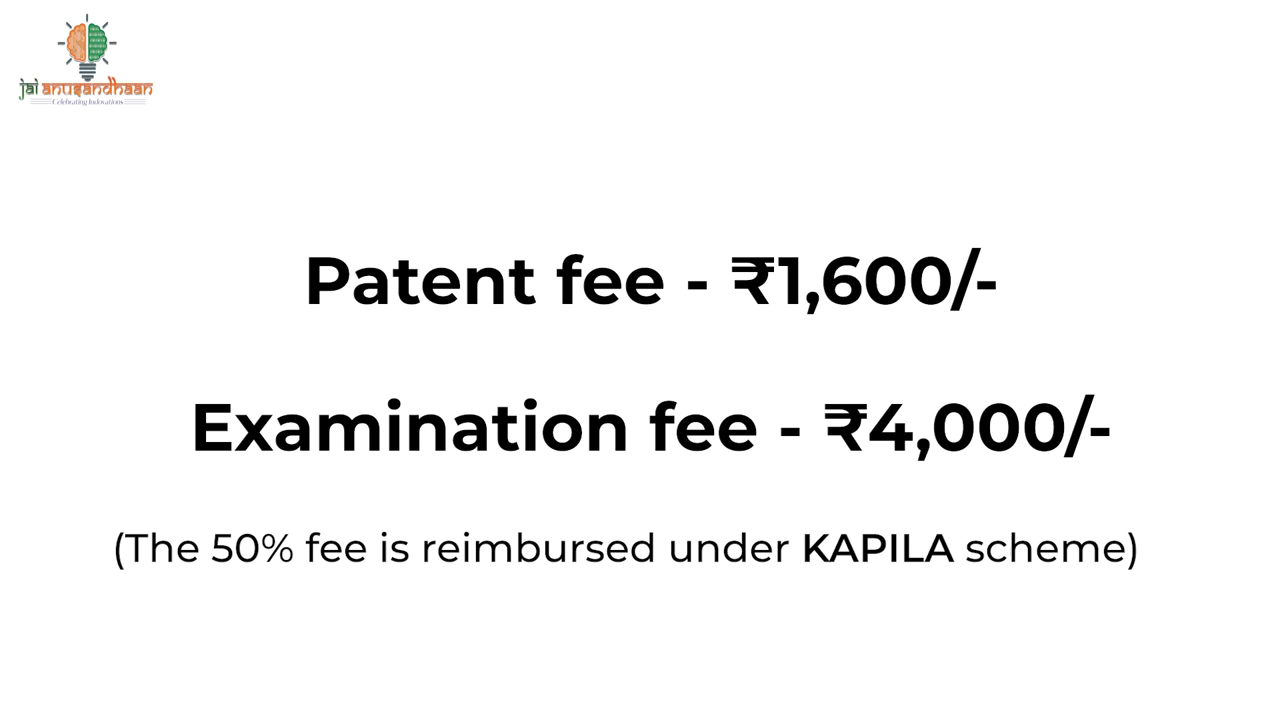 jai anusandhaan
Celebrating Indovations
Patent fee - ₹1,600/-
Examination fee - ₹4,000/-
(The 50% fee is reimbursed under KAPILA scheme)